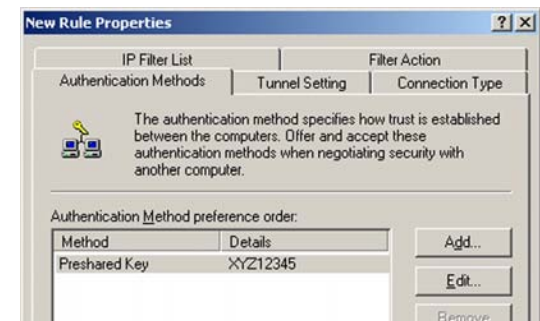 New Rule Properties
IP Filter List Filter Action
Authentication Methods Tunnel Setting Connection Type
The authentication method specifies how trust is established
between the computers. Offer and accept these
authentication methods when negotiating security with
another computer.
Authentication Method preference order:
Method Details Add...
Preshared Key XYZ12345
Edit...
Remove